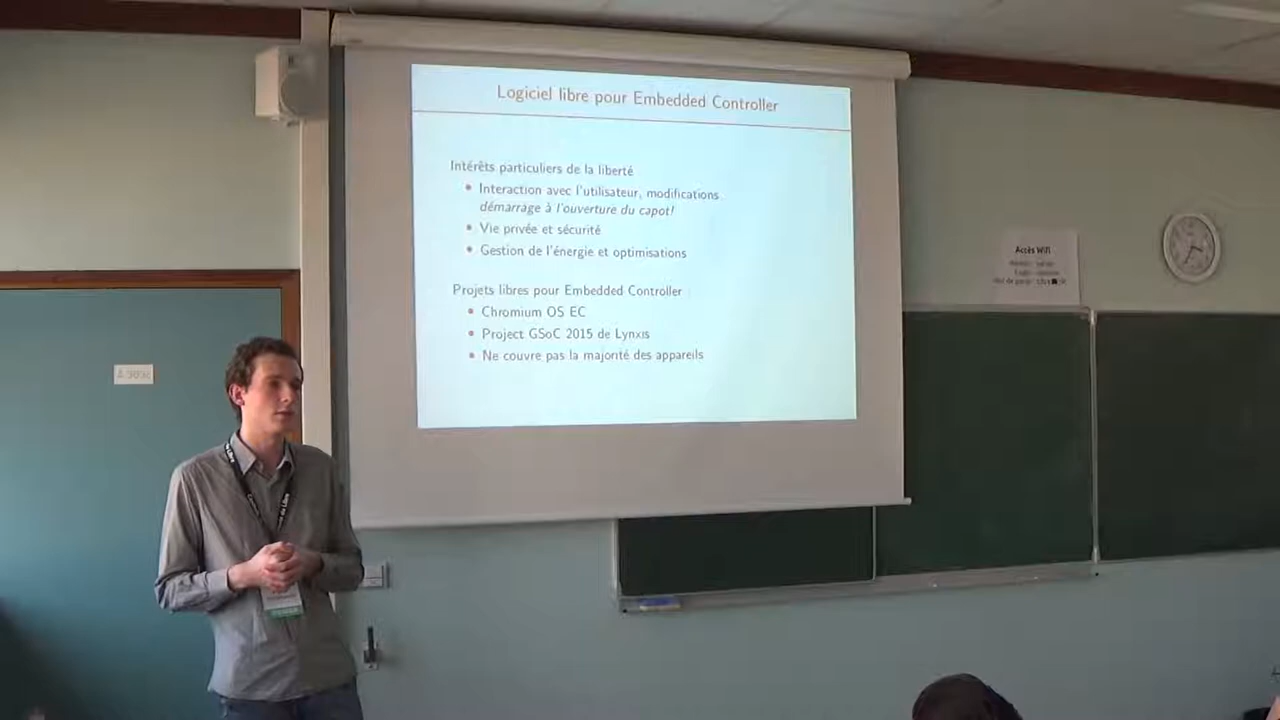 Logiciel libre pour Embedded Controller
Intérêts particuliers de la liberté
Interaction avec l'utilisateur, modifications
démarrage à l'ouverture du capot!
Vie privée et sécurité
Gestion de l'énergie et optimisations
Projets libres pour Embedded Controller :
Chromium OS EC
Project GSoC 2015 de Lynxis
Ne couvre pas la majorité des appareils
Accès Wifi